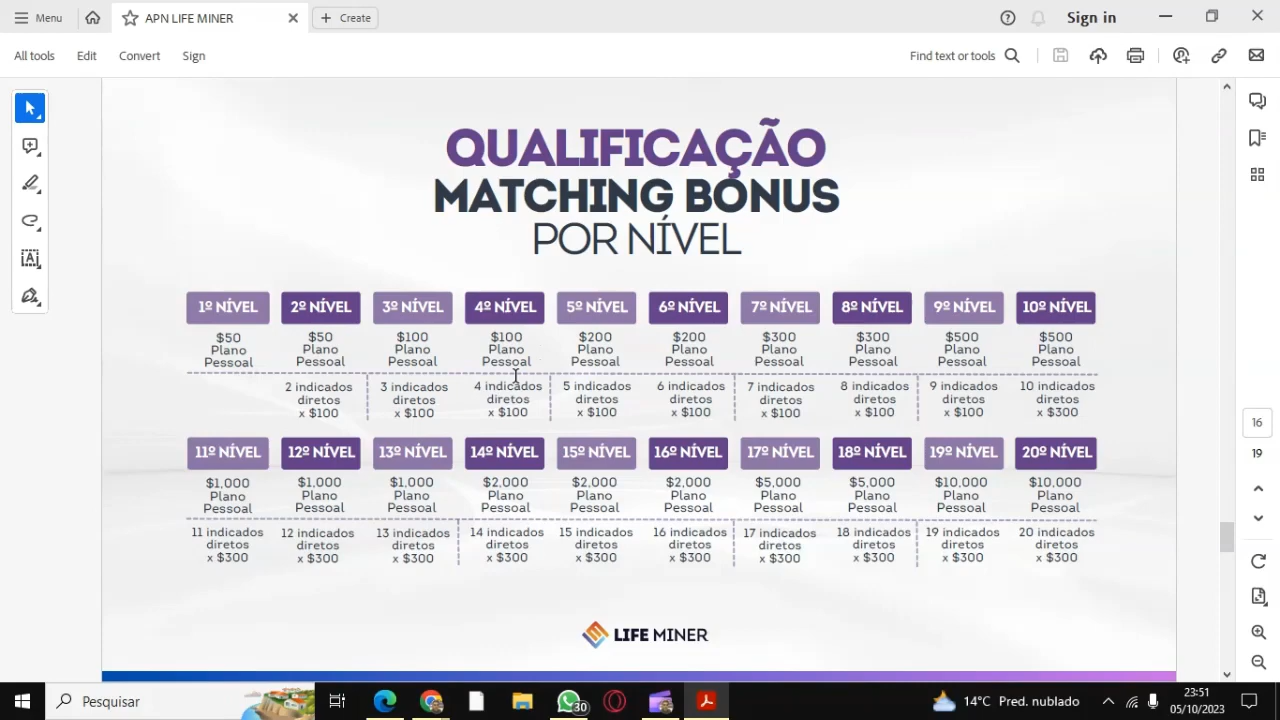 Menu
APN LIFE MINER
Create
Sign in
All tools
Edit
Convert
Sign
Find text or tools
QUALIFICAÇÃO
MATCHING BÔNUS
POR NÍVEL
1º NÍVEL 2º NÍVEL 3º NÍVEL 4º NÍVEL 5º NÍVEL 6º NÍVEL 7º NÍVEL 8º NÍVEL 9º NÍVEL 10º NÍVEL
$50 $50 $100 $100 $200 $200 $300 $300 $500 $500
Plano Plano Plano Plano Plano Plano Plano Plano Plano Plano
Pessoal Pessoal Pessoal Pessoal Pessoal Pessoal Pessoal Pessoal Pessoal Pessoal
2 indicados 3 indicados 4 indicados 5 indicados 6 indicados 7 indicados 8 indicados 9 indicados 10 indicados
diretos diretos diretos diretos diretos diretos diretos diretos diretos
x $100 x $100 x $100 x $100 x $100 x $100 x $100 x $100 x $300
11º NÍVEL 12º NÍVEL 13º NÍVEL 14º NÍVEL 15º NÍVEL 16º NÍVEL 17º NÍVEL 18º NÍVEL 19º NÍVEL 20º NÍVEL
$1,000 $1,000 $1,000 $2,000 $2,000 $2,000 $5,000 $5,000 $10,000 $10,000
Plano Plano Plano Plano Plano Plano Plano Plano Plano Plano
Pessoal Pessoal Pessoal Pessoal Pessoal Pessoal Pessoal Pessoal Pessoal Pessoal
11 indicados 12 indicados 13 indicados 14 indicados 15 indicados 16 indicados 17 indicados 18 indicados 19 indicados 20 indicados
diretos diretos diretos diretos diretos diretos diretos diretos diretos diretos
x $300 x $300 x $300 x $300 x $300 x $300 x $300 x $300 x $300 x $300
LIFE MINER
16
19
Pesquisar
30
14°C Pred. nublado
23:51
05/10/2023